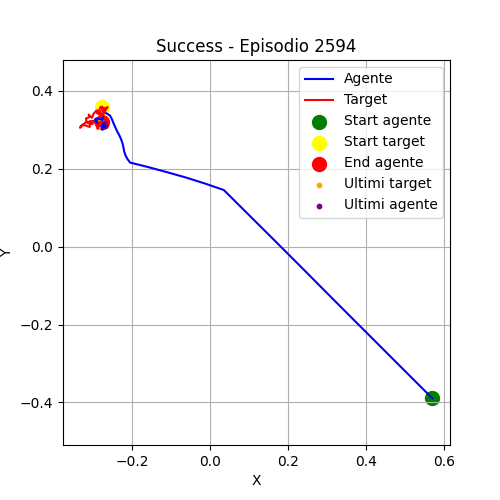 Success - Episodio 2594
Agente
Target
Start agente
Start target
End agente
Ultimi target
Ultimi agente
0.4
0.2
0.0
−0.2
−0.4
Y
−0.2
0.0
0.2
0.4
0.6
X